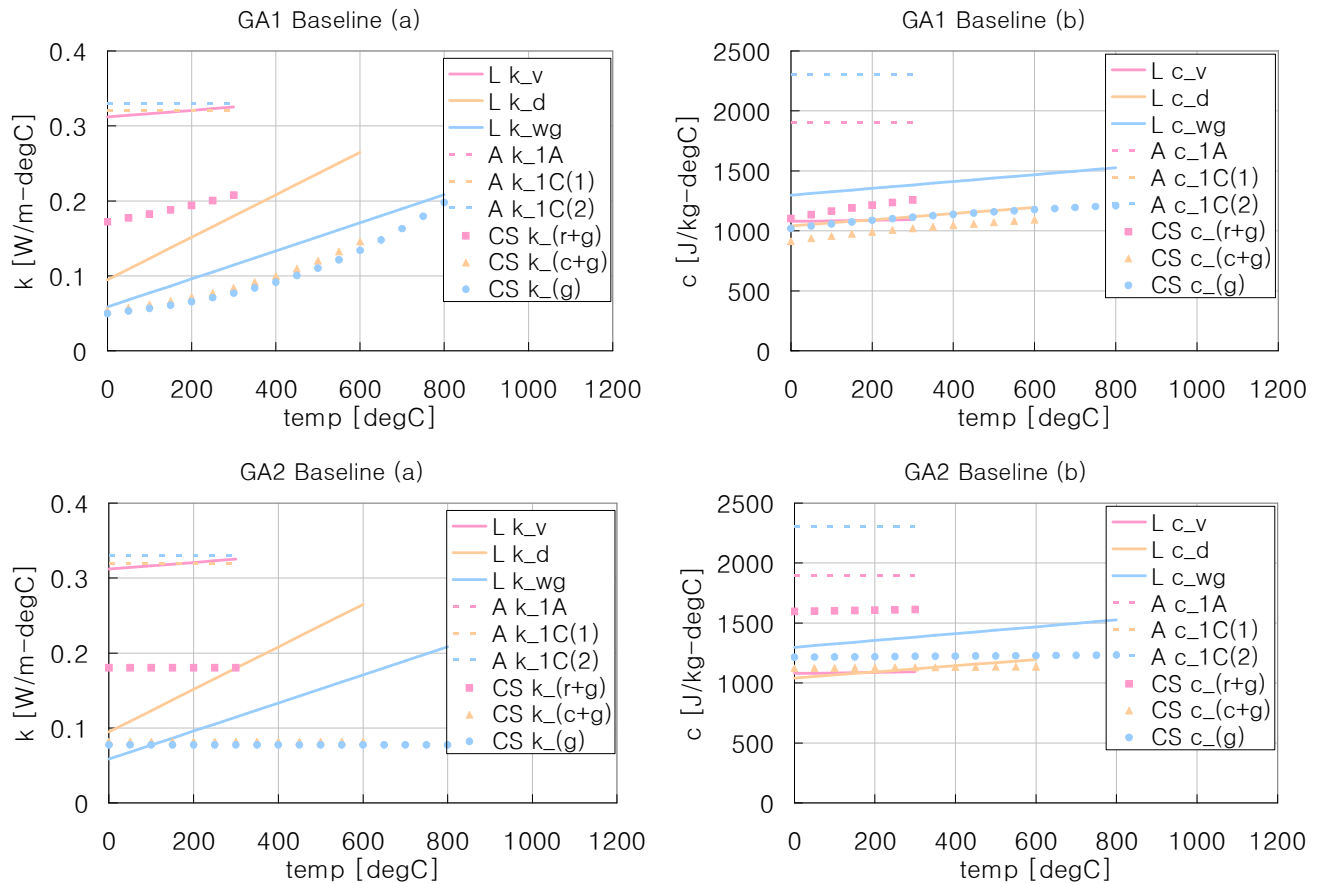 GA1 Baseline (a)
k [W/m-degC]
0.4
0.3
0.2
0.1
0
0 200 400 600 800 1000 1200
temp [degC]
L k_v
L k_d
L k_wg
A k_1A
A k_1C(1)
A k_1C(2)
CS k_(r+g)
CS k_(c+g)
CS k_(g)
GA1 Baseline (b)
c [J/kg-degC]
2500
2000
1500
1000
500
0
0 200 400 600 800 1000 1200
temp [degC]
L c_v
L c_d
L c_wg
A c_1A
A c_1C(1)
A c_1C(2)
CS c_(r+g)
CS c_(c+g)
CS c_(g)
GA2 Baseline (a)
k [W/m-degC]
0.4
0.3
0.2
0.1
0
0 200 400 600 800 1000 1200
temp [degC]
L k_v
L k_d
L k_wg
A k_1A
A k_1C(1)
A k_1C(2)
CS k_(r+g)
CS k_(c+g)
CS k_(g)
GA2 Baseline (b)
c [J/kg-degC]
2500
2000
1500
1000
500
0
0 200 400 600 800 1000 1200
temp [degC]
L c_v
L c_d
L c_wg
A c_1A
A c_1C(1)
A c_1C(2)
CS c_(r+g)
CS c_(c+g)
CS c_(g)